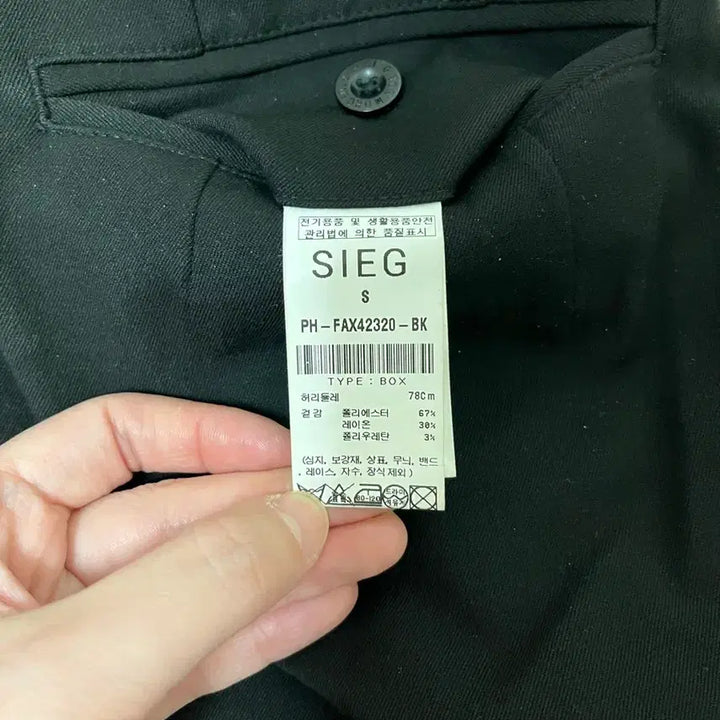 전기용품 및 생활용품안전
관리법에 의한 품질표시
SIEG
S
PH-FAX42320-BK
TYPE : BOX
허리둘레 78Cm
겉감 폴리에스터 67%
레이온 30%
폴리우레탄 3%
(심지, 보강재, 상표, 무늬, 밴드
레이스, 자수, 장식제외)
드라이